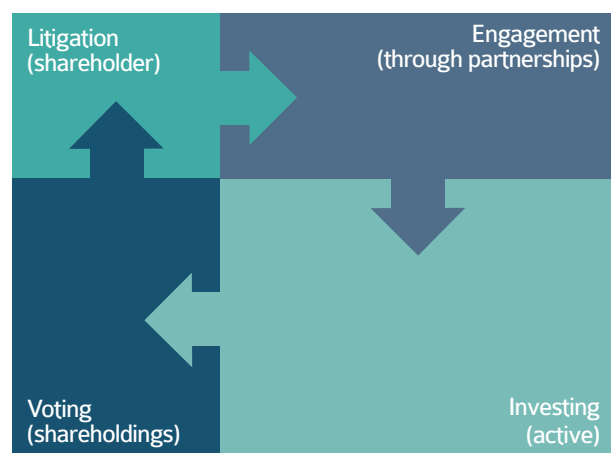 Litigation
(shareholder)
Engagement
(through partnerships)
Voting
(shareholdings)
Investing
(active)